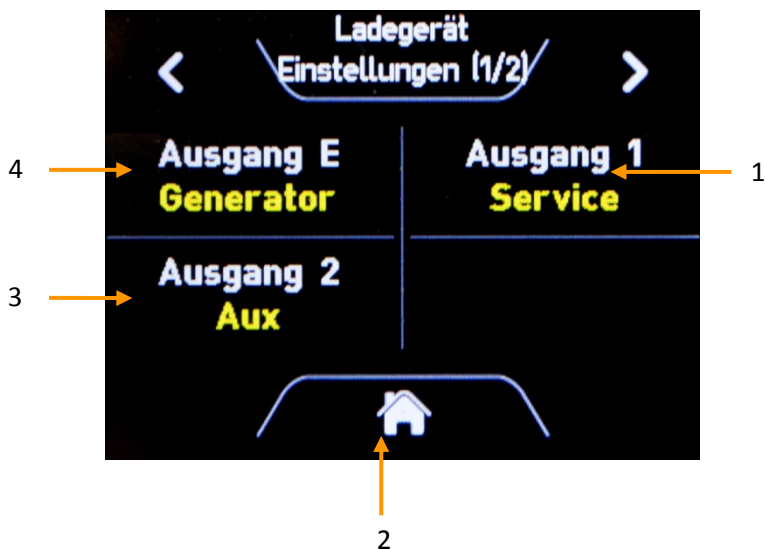 Ladegerät
Einstellungen (1/2)
4
Ausgang E
Generator
Ausgang 1
Service
1
3
Ausgang 2
Aux
2